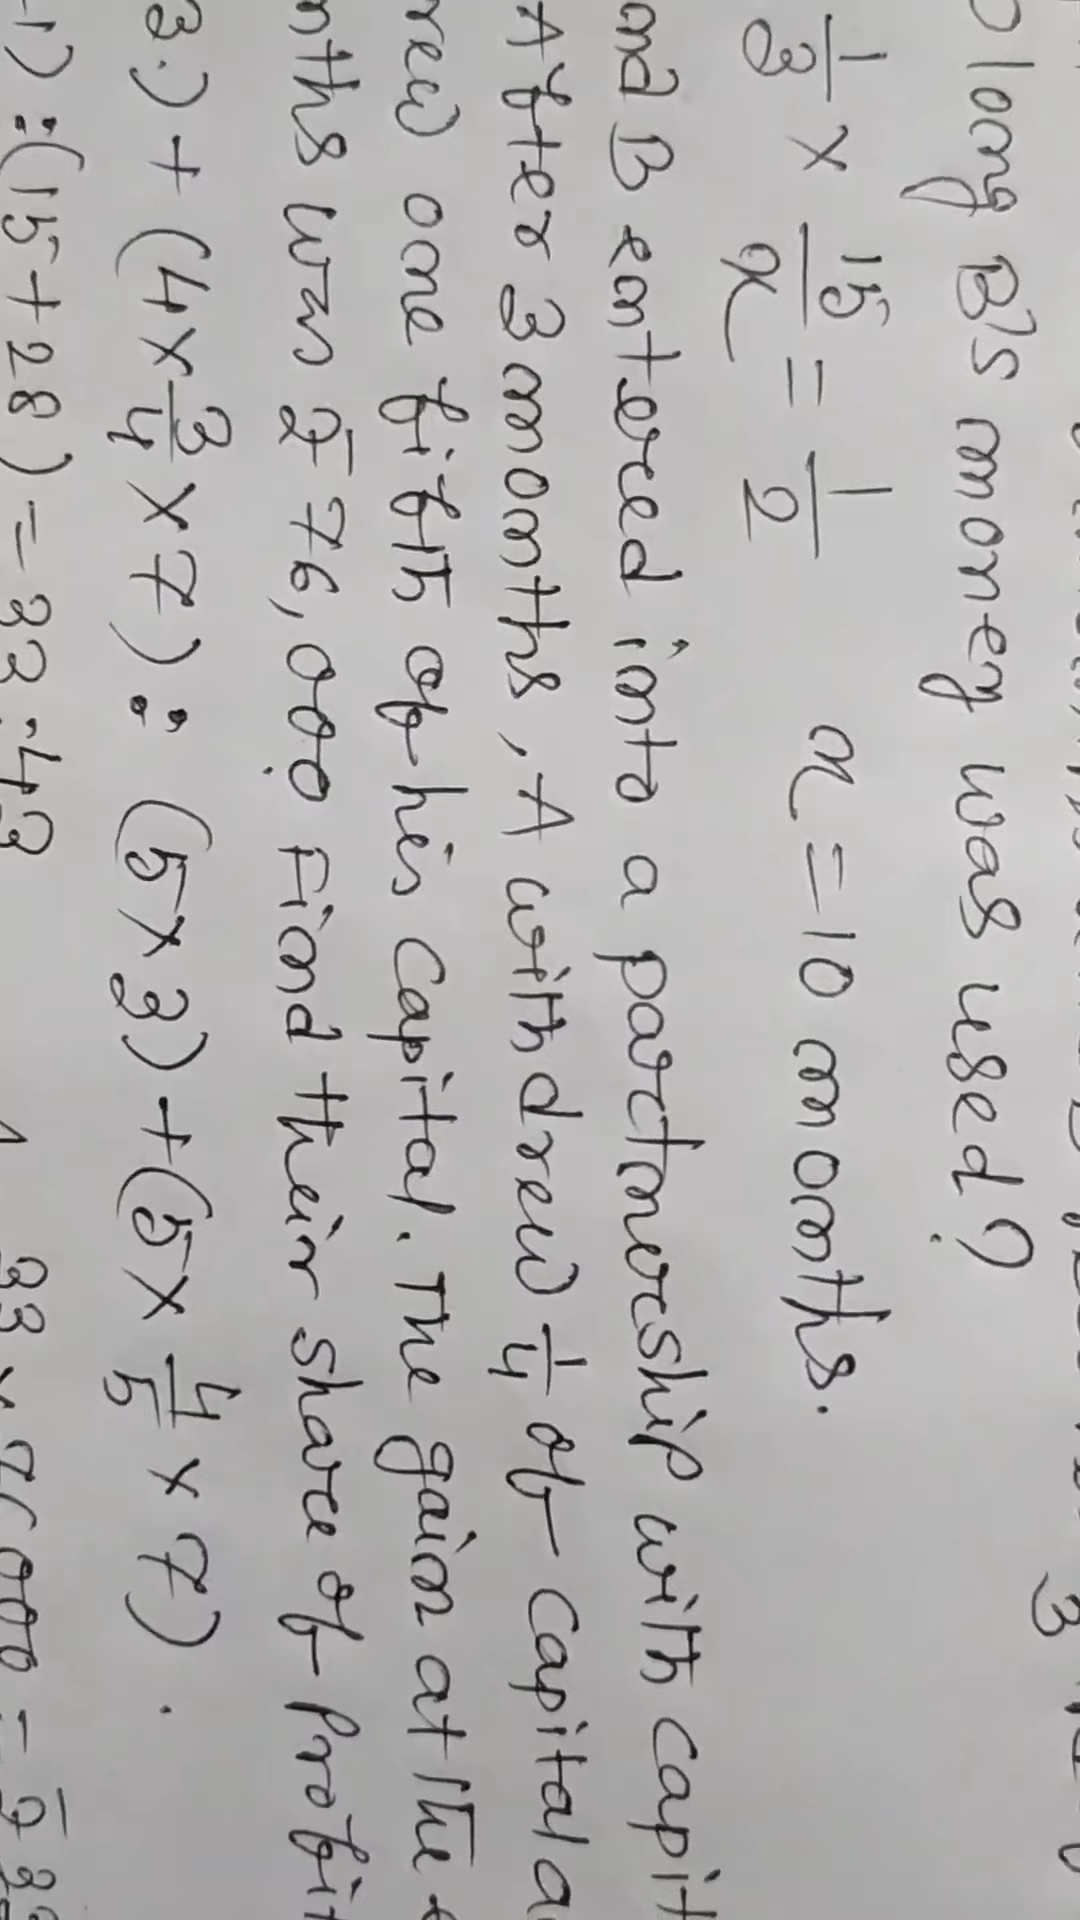 long B's money was used?
1/3 × 15/x = 1/2 x = 10 months.
and B entered into a partnership with capit
After 3 months, A withdrew 1/4 of capital a
rew one fifth of his capital. The gain at the
nths was ₹ 76,000 Find their share of Profit
3) + (4 × 3/4 × 7) : (5 × 3) + (5 × 4/5 × 7)
1) : (15 + 28) = 33 : 43
33 × 76000 =